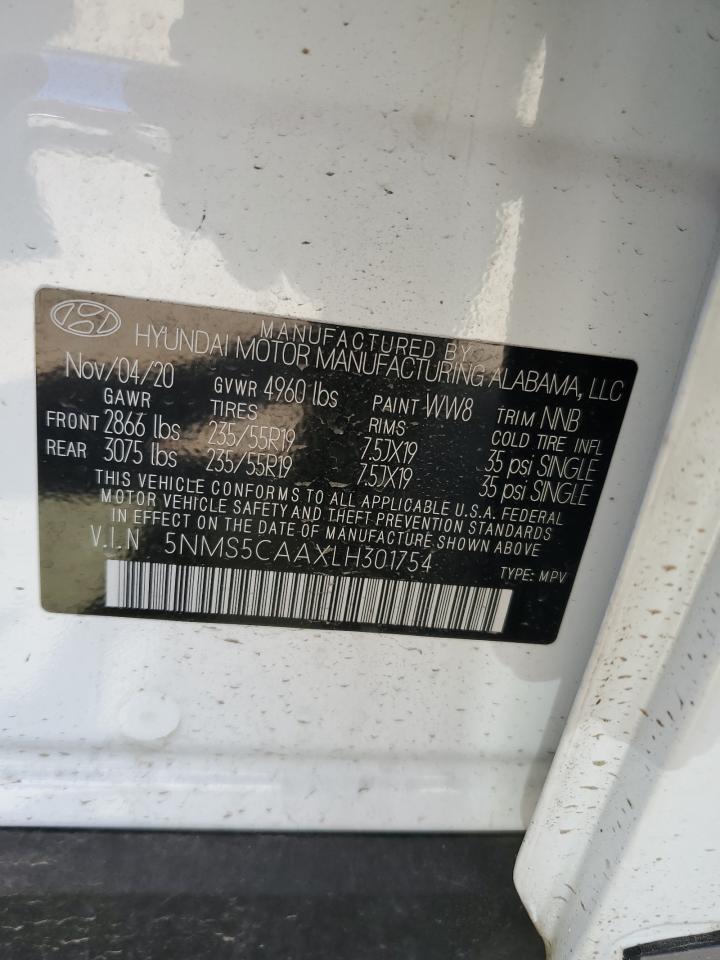 MANUFACTURED BY
HYUNDAI MOTOR MANUFACTURING ALABAMA, LLC
Nov/04/20 GVWR 4960 lbs PAINT WW8 TRIM NNB
GAWR TIRES RIMS COLD TIRE INFL
FRONT 2866 lbs 235/55R19 7.5JX19 35 psi SINGLE
REAR 3075 lbs 235/55R19 7.5JX19 35 psi SINGLE
THIS VEHICLE CONFORMS TO ALL APPLICABLE U.S.A. FEDERAL
MOTOR VEHICLE SAFETY AND THEFT PREVENTION STANDARDS
IN EFFECT ON THE DATE OF MANUFACTURE SHOWN ABOVE
V.I.N 5NMS5CAAXLH301754 TYPE: MPV